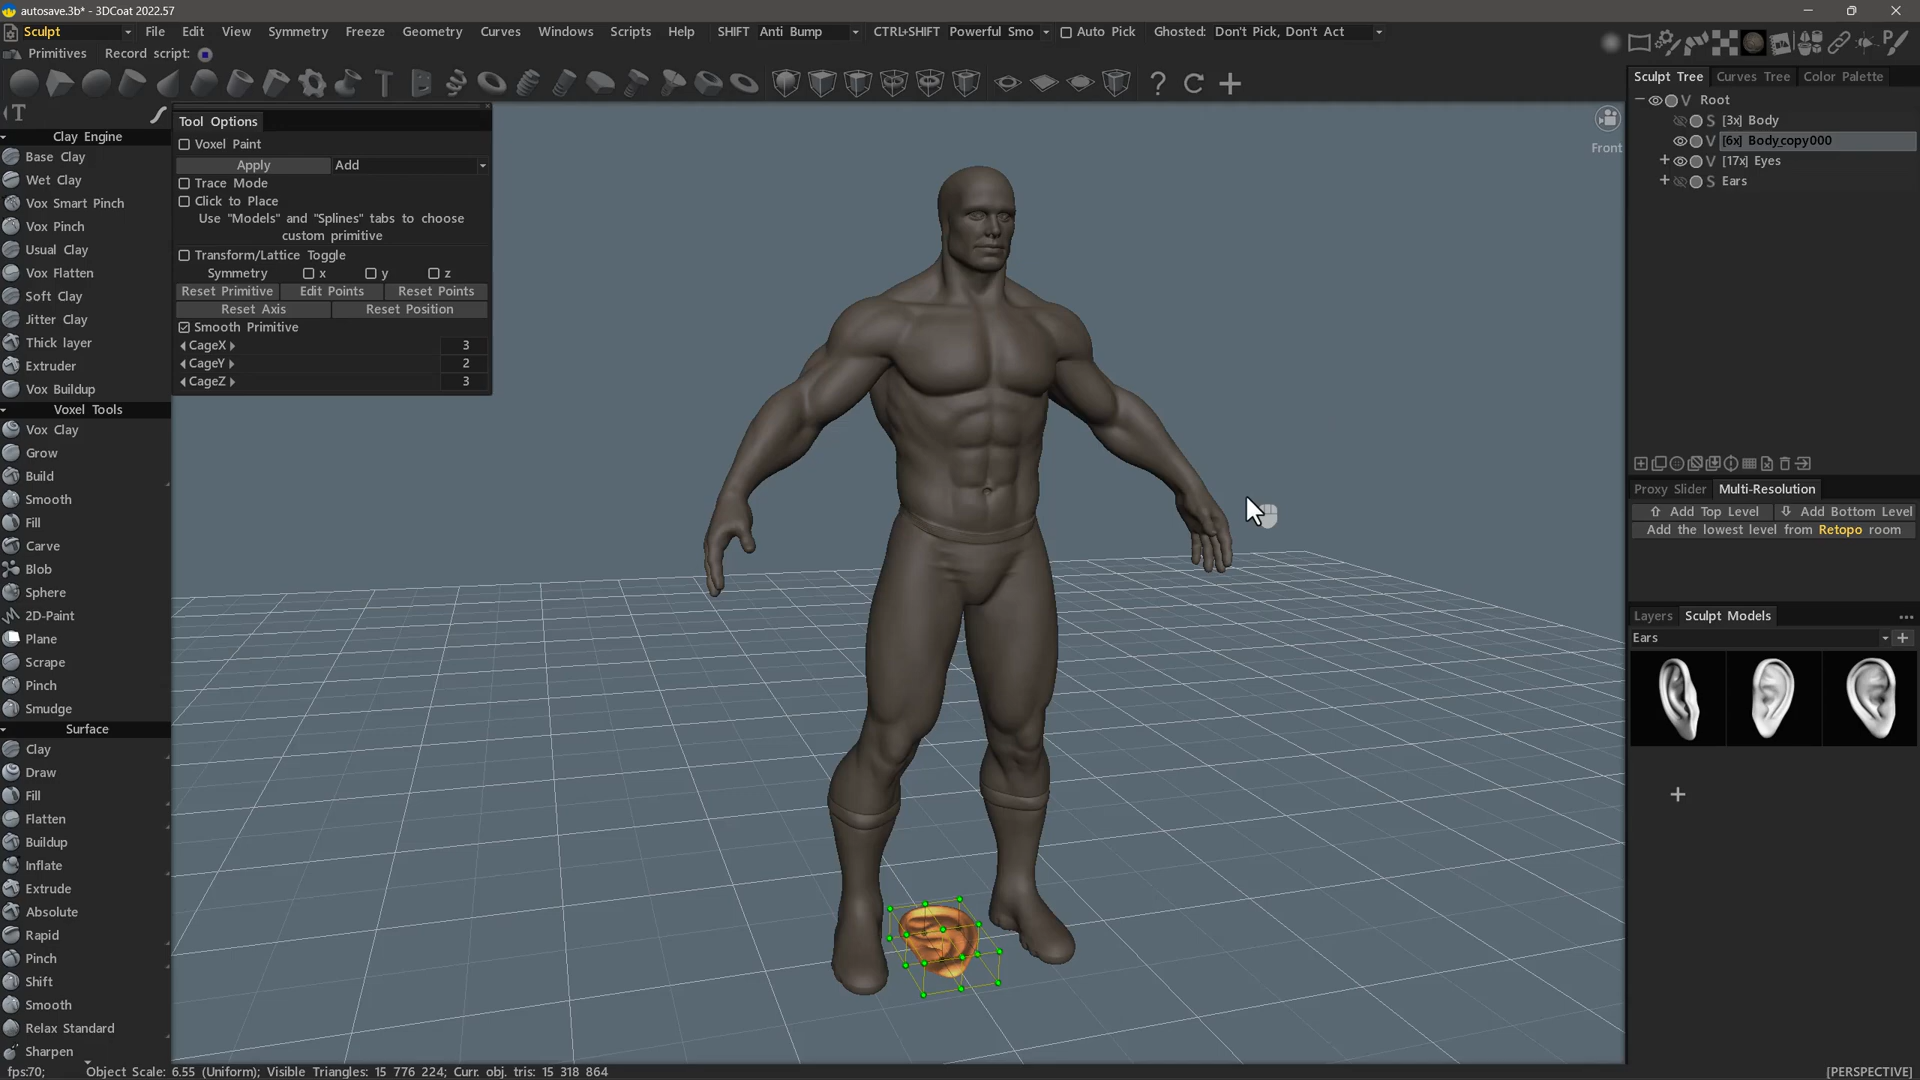 autosave.3b* - 3DCoat 2022.57
Sculpt File Edit View Symmetry Freeze Geometry Curves Windows Scripts Help SHIFT Anti Bump CTRL+SHIFT Powerful Smo Auto Pick Ghosted: Don't Pick, Don't Act
Primitives Record script:
Clay Engine
Base Clay
Wet Clay
Vox Smart Pinch
Vox Pinch
Usual Clay
Vox Flatten
Soft Clay
Jitter Clay
Thick layer
Extruder
Vox Buildup
Voxel Tools
Vox Clay
Grow
Build
Smooth
Fill
Carve
Blob
Sphere
2D-Paint
Plane
Scrape
Pinch
Smudge
Surface
Clay
Draw
Fill
Flatten
Buildup
Inflate
Extrude
Absolute
Rapid
Pinch
Shift
Smooth
Relax Standard
Sharpen
Tool Options
Voxel Paint
Apply Add
Trace Mode
Click to Place
Use "Models" and "Splines" tabs to choose
custom primitive
Transform/Lattice Toggle
Symmetry x y z
Reset Primitive Edit Points Reset Points
Reset Axis Reset Position
Smooth Primitive
CageX 3
CageY 2
CageZ 3
Front
Sculpt Tree Curves Tree Color Palette
V Root
S [3x] Body
V [6x] Body_copy000
V [17x] Eyes
S Ears
Proxy Slider Multi-Resolution
Add Top Level Add Bottom Level
Add the lowest level from Retopo room
Layers Sculpt Models
Ears
fps:70; Object Scale: 6.55 (Uniform); Visible Triangles: 15 776 224; Curr. obj. tris: 15 318 864 [PERSPECTIVE]